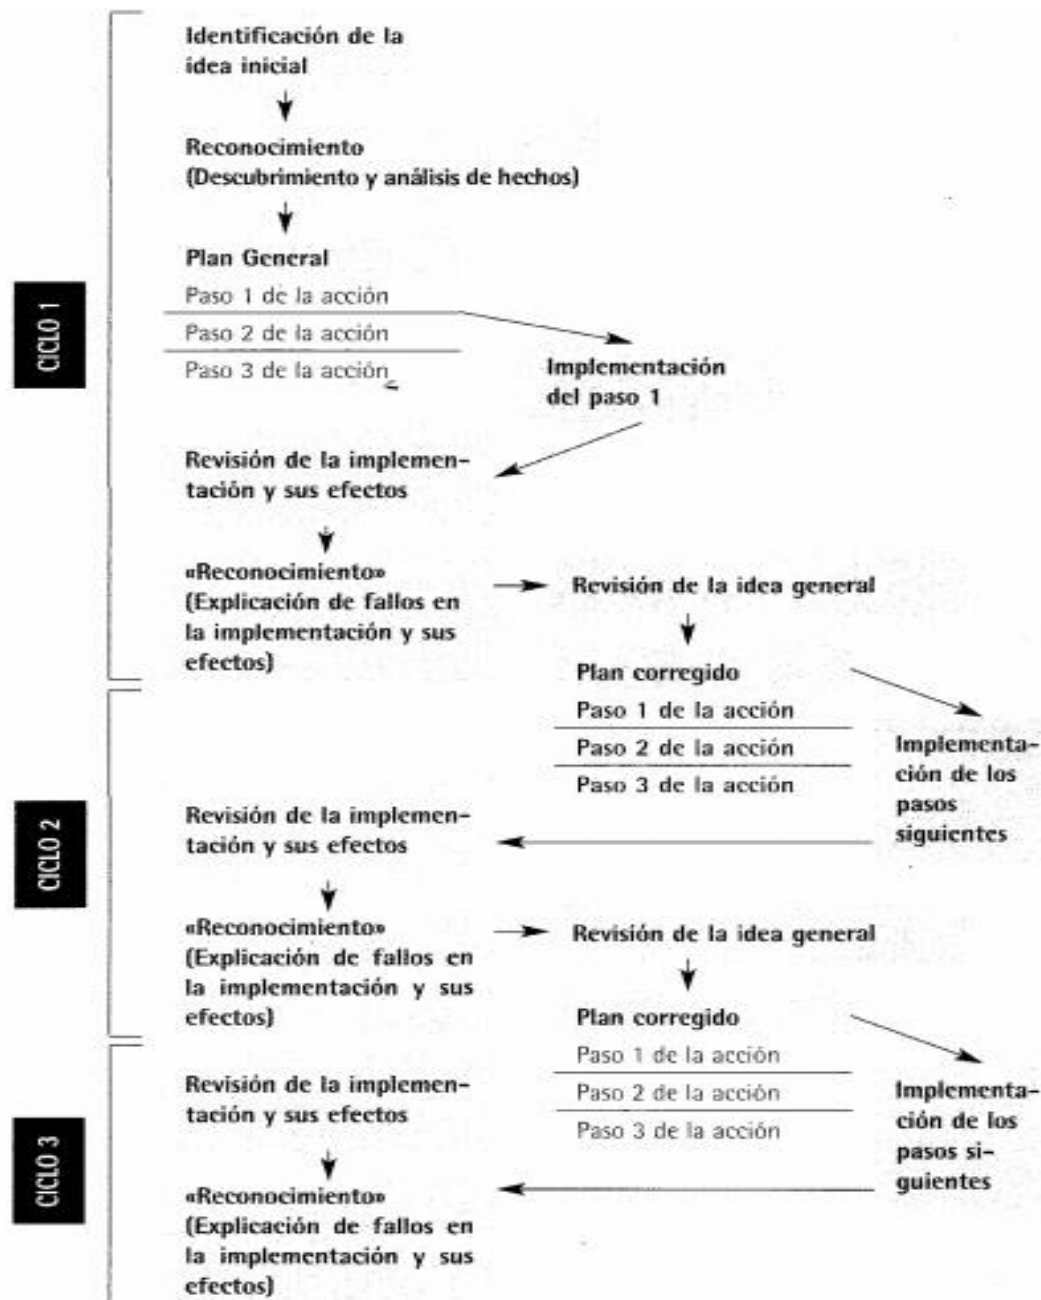 CICLO 1
Identificación de la
idea inicial
Reconocimiento
(Descubrimiento y análisis de hechos)
Plan General
Paso 1 de la acción
Paso 2 de la acción
Paso 3 de la acción
Implementación
del paso 1
Revisión de la implemen-
tación y sus efectos
«Reconocimiento»
(Explicación de fallos en
la implementación y sus
efectos)
Revisión de la idea general
Plan corregido
Paso 1 de la acción
Paso 2 de la acción
Paso 3 de la acción
Implementa-
ción de los
pasos
siguientes
CICLO 2
Revisión de la implemen-
tación y sus efectos
«Reconocimiento»
(Explicación de fallos en
la implementación y sus
efectos)
Revisión de la idea general
Plan corregido
Paso 1 de la acción
Paso 2 de la acción
Paso 3 de la acción
Implementa-
ción de los
pasos si-
guientes
CICLO 3
Revisión de la implemen-
tación y sus efectos
«Reconocimiento»
(Explicación de fallos en
la implementación y sus
efectos)